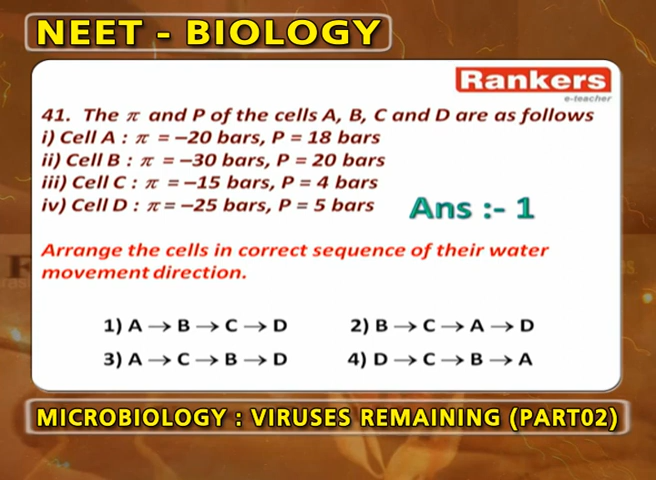 NEET - BIOLOGY
Rankers
e-teacher
41. The π and P of the cells A, B, C and D are as follows
i) Cell A : π = −20 bars, P = 18 bars
ii) Cell B : π = −30 bars, P = 20 bars
iii) Cell C : π = −15 bars, P = 4 bars
iv) Cell D : π = −25 bars, P = 5 bars
Ans :- 1
Arrange the cells in correct sequence of their water
movement direction.
1) A → B → C → D 2) B → C → A → D
3) A → C → B → D 4) D → C → B → A
MICROBIOLOGY : VIRUSES REMAINING (PART02)